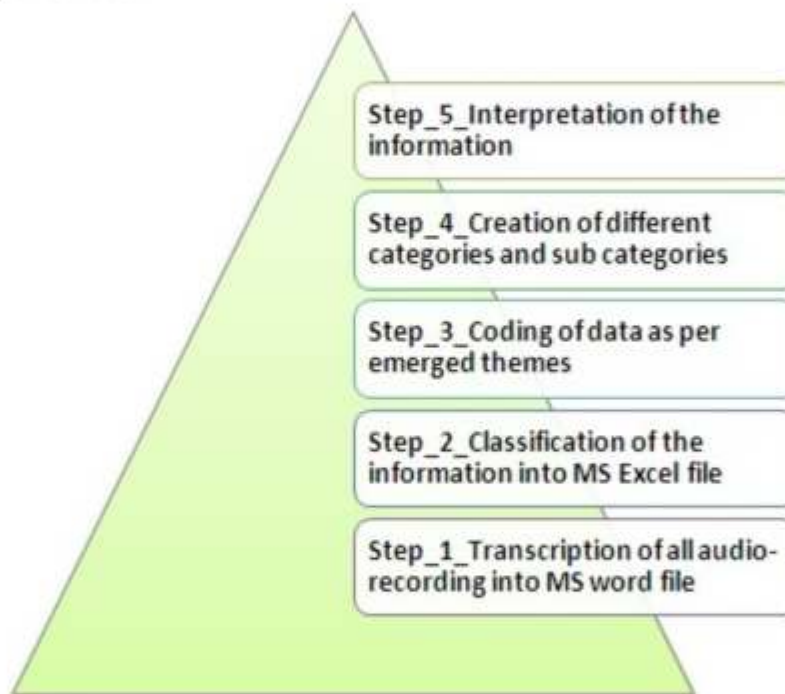 Step_5_Interpretation of the
information
Step_4_Creation of different
categories and sub categories
Step_3_Coding of data as per
emerged themes
Step_2_Classification of the
information into MS Excel file
Step_1_Transcription of all audio-
recording into MS word file